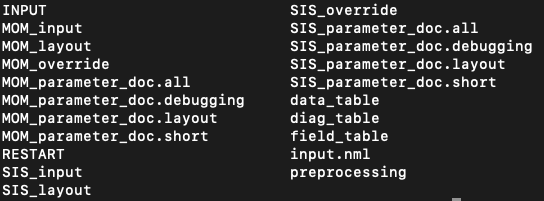 INPUT SIS_override
MOM_input SIS_parameter_doc.all
MOM_layout SIS_parameter_doc.debugging
MOM_override SIS_parameter_doc.layout
MOM_parameter_doc.all SIS_parameter_doc.short
MOM_parameter_doc.debugging data_table
MOM_parameter_doc.layout diag_table
MOM_parameter_doc.short field_table
RESTART input.nml
SIS_input preprocessing
SIS_layout